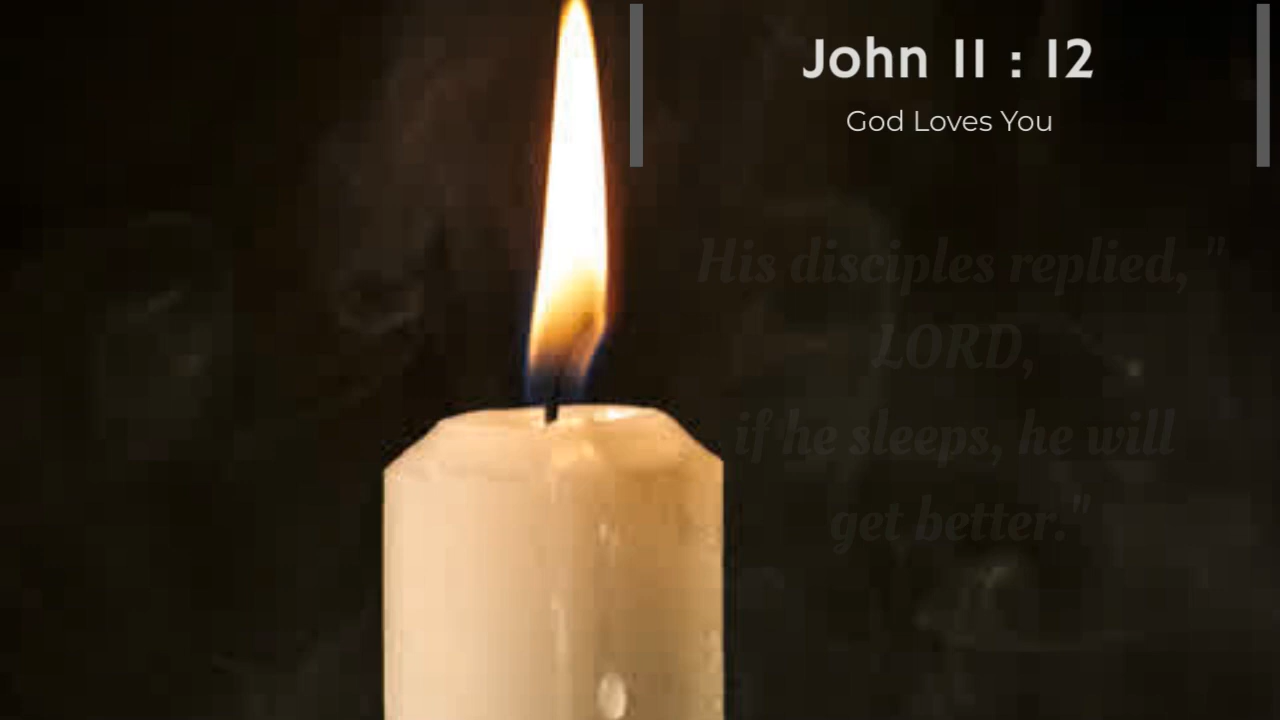 John 11 : 12
God Loves You
His disciples replied, "
LORD,
if he sleeps, he will
get better."